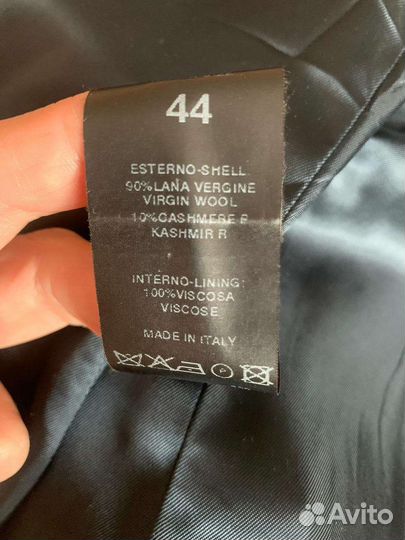 44
ESTERNO-SHELL
90%LANA VERGINE
VIRGIN WOOL
10%CASHMERE R
KASHMIR R
INTERNO-LINING:
100%VISCOSA
VISCOSE
MADE IN ITALY
Avito